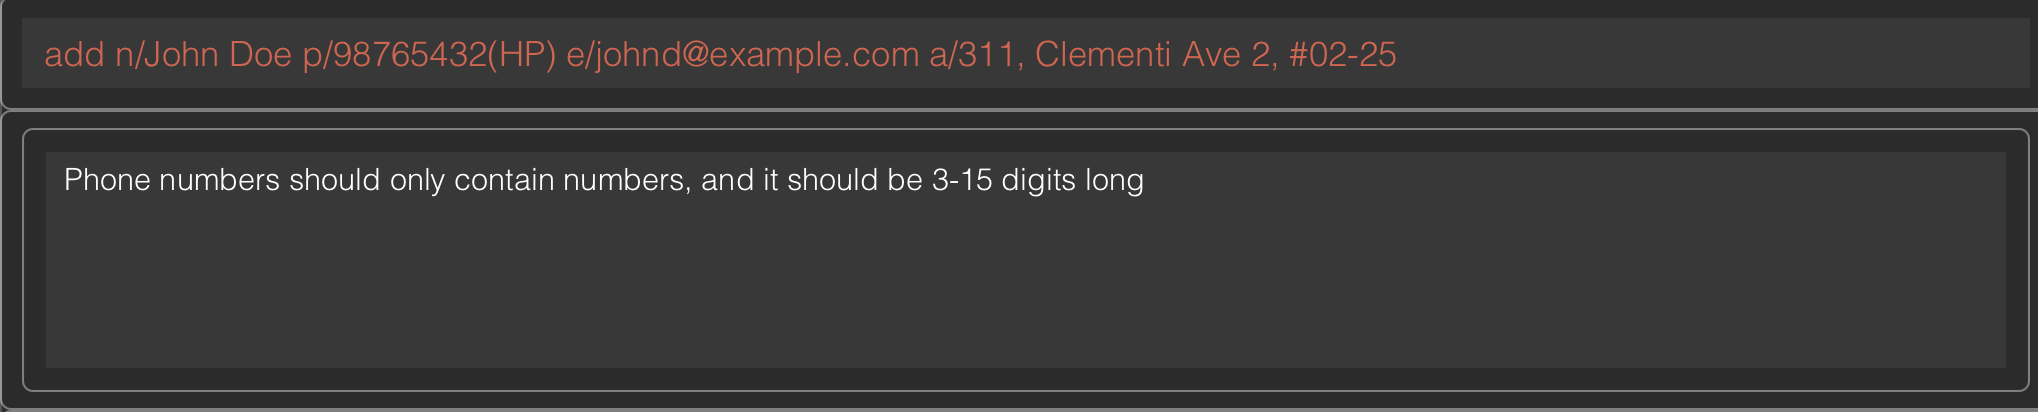 add n/John Doe p/98765432(HP) e/johnd@example.com a/311, Clementi Ave 2, #02-25
Phone numbers should only contain numbers, and it should be 3-15 digits long